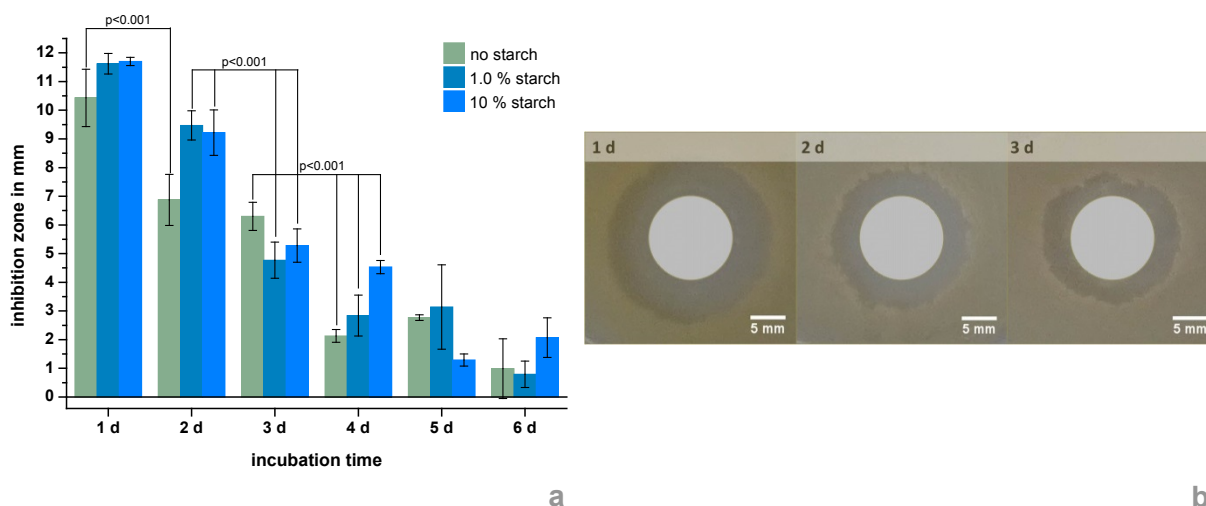 p<0.001
12
11
10
9
8
7
6
5
4
3
2
1
0
inhibition zone in mm
p<0.001
p<0.001
no starch
1.0 % starch
10 % starch
1 d 2 d 3 d 4 d 5 d 6 d
incubation time
a
1 d 2 d 3 d
5 mm 5 mm 5 mm
b